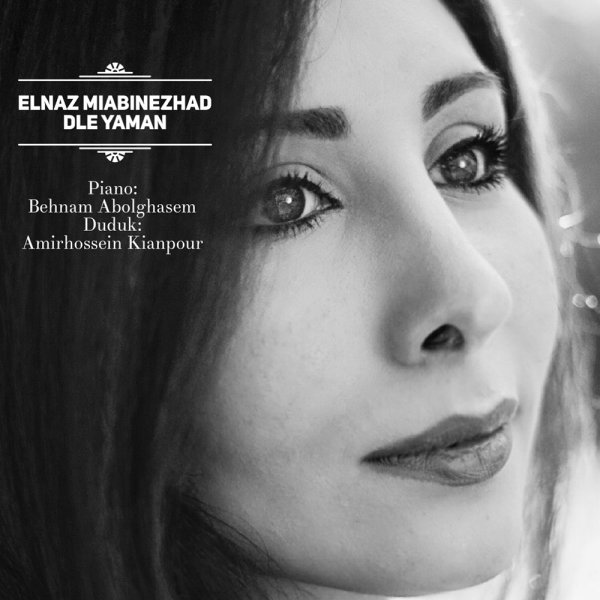 ELNAZ MIABINEZHAD
DLE YAMAN
Piano:
Behnam Abolghasem
Duduk:
Amirhossein Kianpour